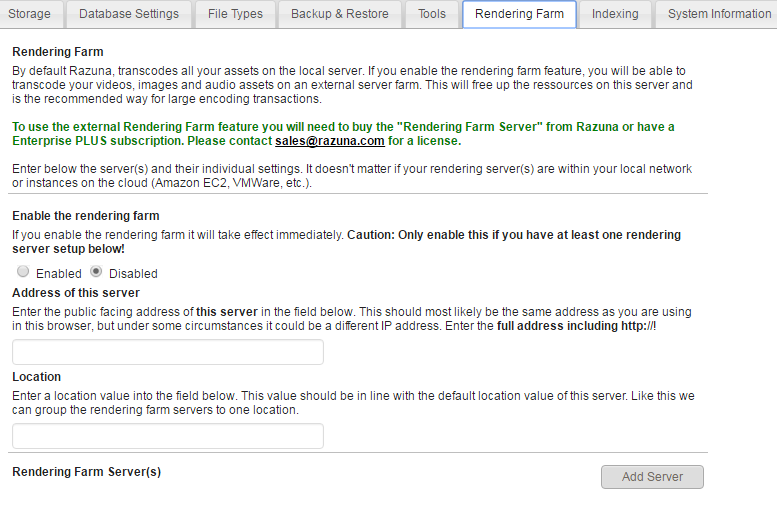 Storage Database Settings File Types Backup & Restore Tools Rendering Farm Indexing System Information
Rendering Farm
By default Razuna, transcodes all your assets on the local server. If you enable the rendering farm feature, you will be able to
transcode your videos, images and audio assets on an external server farm. This will free up the ressources on this server and
is the recommended way for large encoding transactions.
To use the external Rendering Farm feature you will need to buy the "Rendering Farm Server" from Razuna or have a
Enterprise PLUS subscription. Please contact sales@razuna.com for a license.
Enter below the server(s) and their individual settings. It doesn't matter if your rendering server(s) are within your local network
or instances on the cloud (Amazon EC2, VMWare, etc.).
Enable the rendering farm
If you enable the rendering farm it will take effect immediately. Caution: Only enable this if you have at least one rendering
server setup below!
Enabled Disabled
Address of this server
Enter the public facing address of this server in the field below. This should most likely be the same address as you are using
in this browser, but under some circumstances it could be a different IP address. Enter the full address including http://!
Location
Enter a location value into the field below. This value should be in line with the default location value of this server. Like this we
can group the rendering farm servers to one location.
Rendering Farm Server(s) Add Server